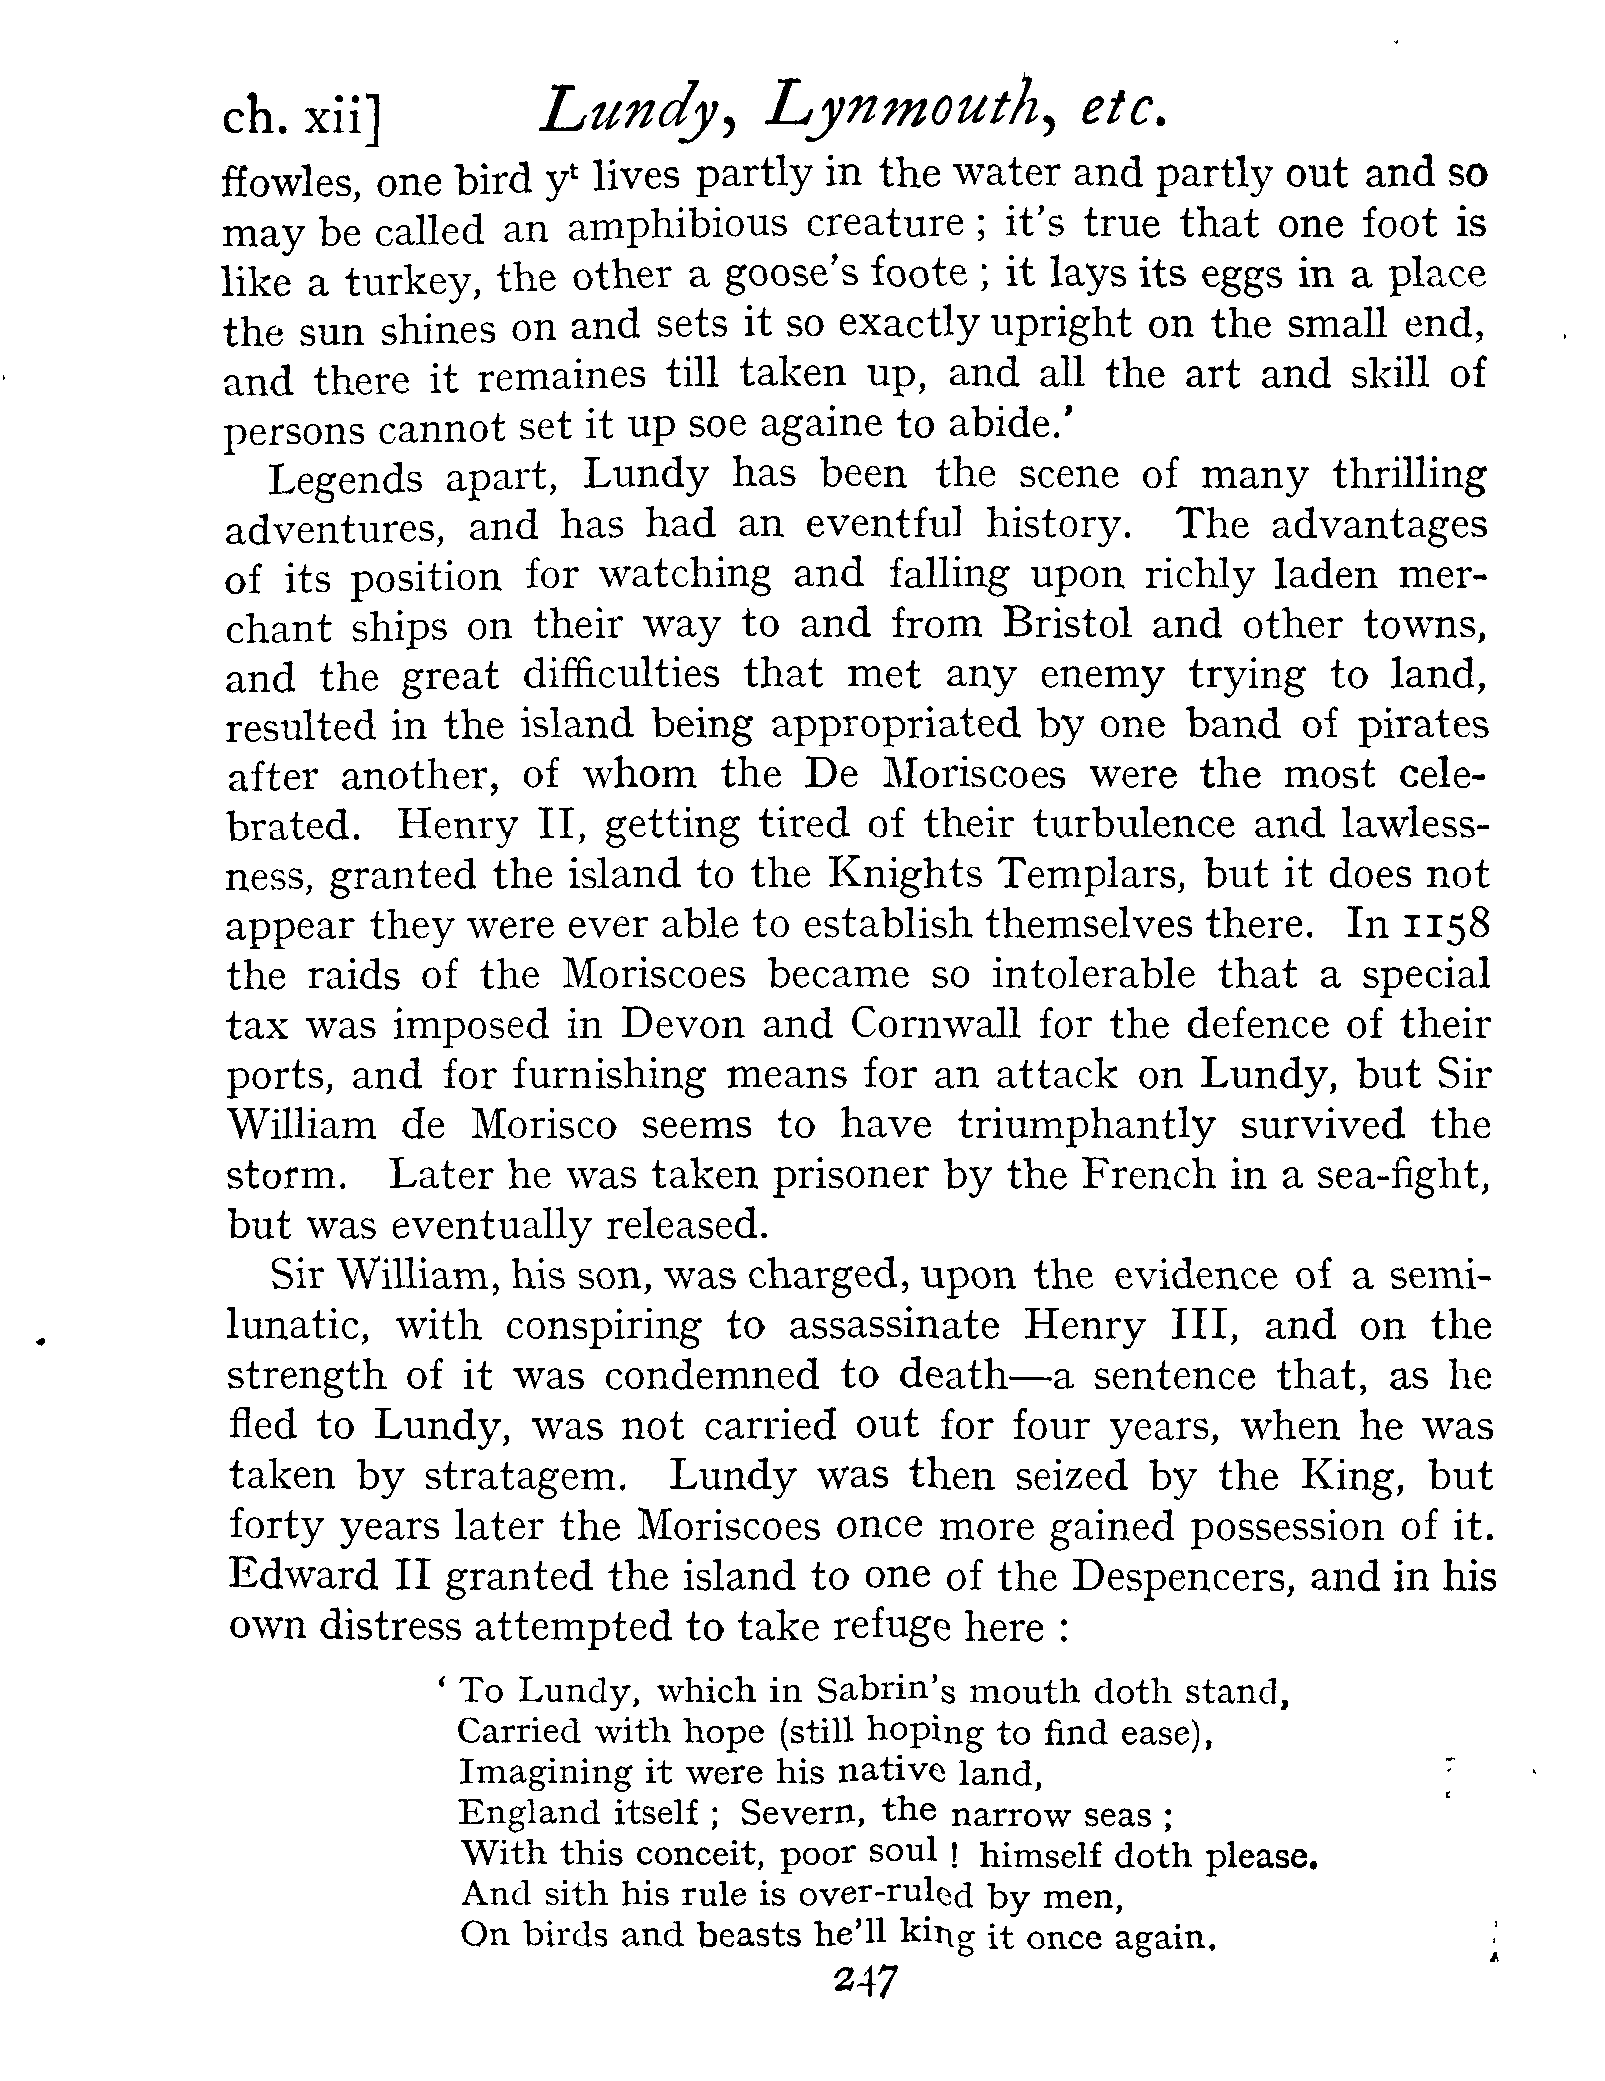 ch. xii] Lundy, Lynmouth, etc.
ffowles, one bird yᵗ lives partly in the water and partly out and so
may be called an amphibious creature ; it's true that one foot is
like a turkey, the other a goose's foote ; it lays its eggs in a place
the sun shines on and sets it so exactly upright on the small end,
and there it remaines till taken up, and all the art and skill of
persons cannot set it up soe againe to abide.'
Legends apart, Lundy has been the scene of many thrilling
adventures, and has had an eventful history. The advantages
of its position for watching and falling upon richly laden mer-
chant ships on their way to and from Bristol and other towns,
and the great difficulties that met any enemy trying to land,
resulted in the island being appropriated by one band of pirates
after another, of whom the De Moriscoes were the most cele-
brated. Henry II, getting tired of their turbulence and lawless-
ness, granted the island to the Knights Templars, but it does not
appear they were ever able to establish themselves there. In 1158
the raids of the Moriscoes became so intolerable that a special
tax was imposed in Devon and Cornwall for the defence of their
ports, and for furnishing means for an attack on Lundy, but Sir
William de Morisco seems to have triumphantly survived the
storm. Later he was taken prisoner by the French in a sea-fight,
but was eventually released.
Sir William, his son, was charged, upon the evidence of a semi-
lunatic, with conspiring to assassinate Henry III, and on the
strength of it was condemned to death—a sentence that, as he
fled to Lundy, was not carried out for four years, when he was
taken by stratagem. Lundy was then seized by the King, but
forty years later the Moriscoes once more gained possession of it.
Edward II granted the island to one of the Despencers, and in his
own distress attempted to take refuge here :
' To Lundy, which in Sabrin's mouth doth stand,
Carried with hope (still hoping to find ease),
Imagining it were his native land,
England itself ; Severn, the narrow seas ;
With this conceit, poor soul ! himself doth please.
And sith his rule is over-ruled by men,
On birds and beasts he'll king it once again.
247